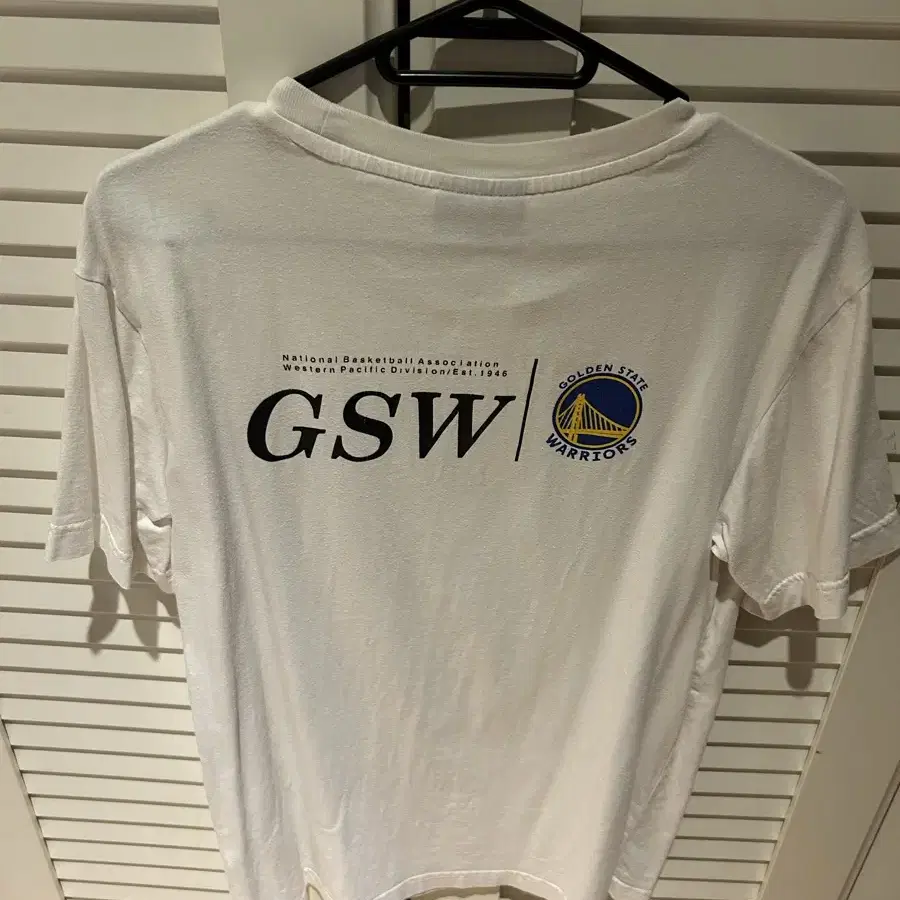 National Basketball Association
Western Pacific Division/Est. 1946
GSW
GOLDEN STATE
WARRIORS